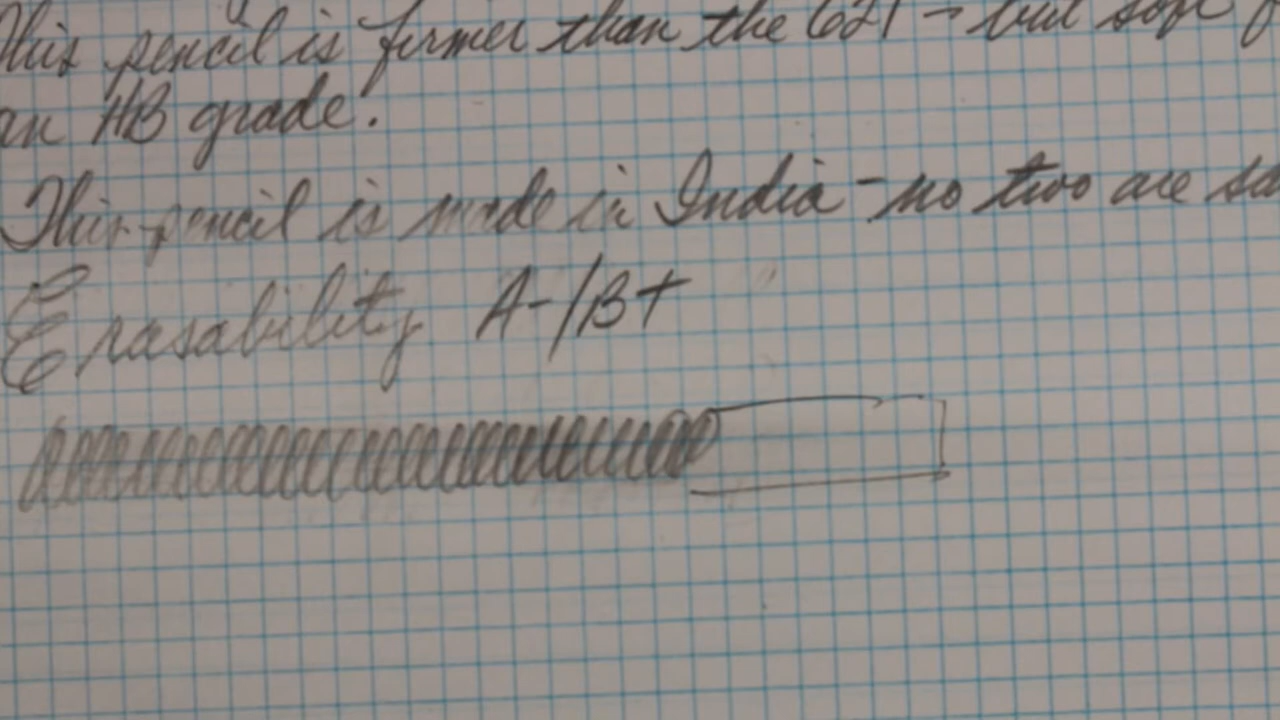 This pencil is firmer than the 621 - but soft
an HB grade.
This pencil is made in India - no two are
Erasability A-/B+